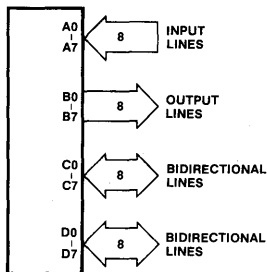 A0
A7
8
INPUT
LINES
B0
B7
8
OUTPUT
LINES
C0
C7
8
BIDIRECTIONAL
LINES
D0
D7
8
BIDIRECTIONAL
LINES